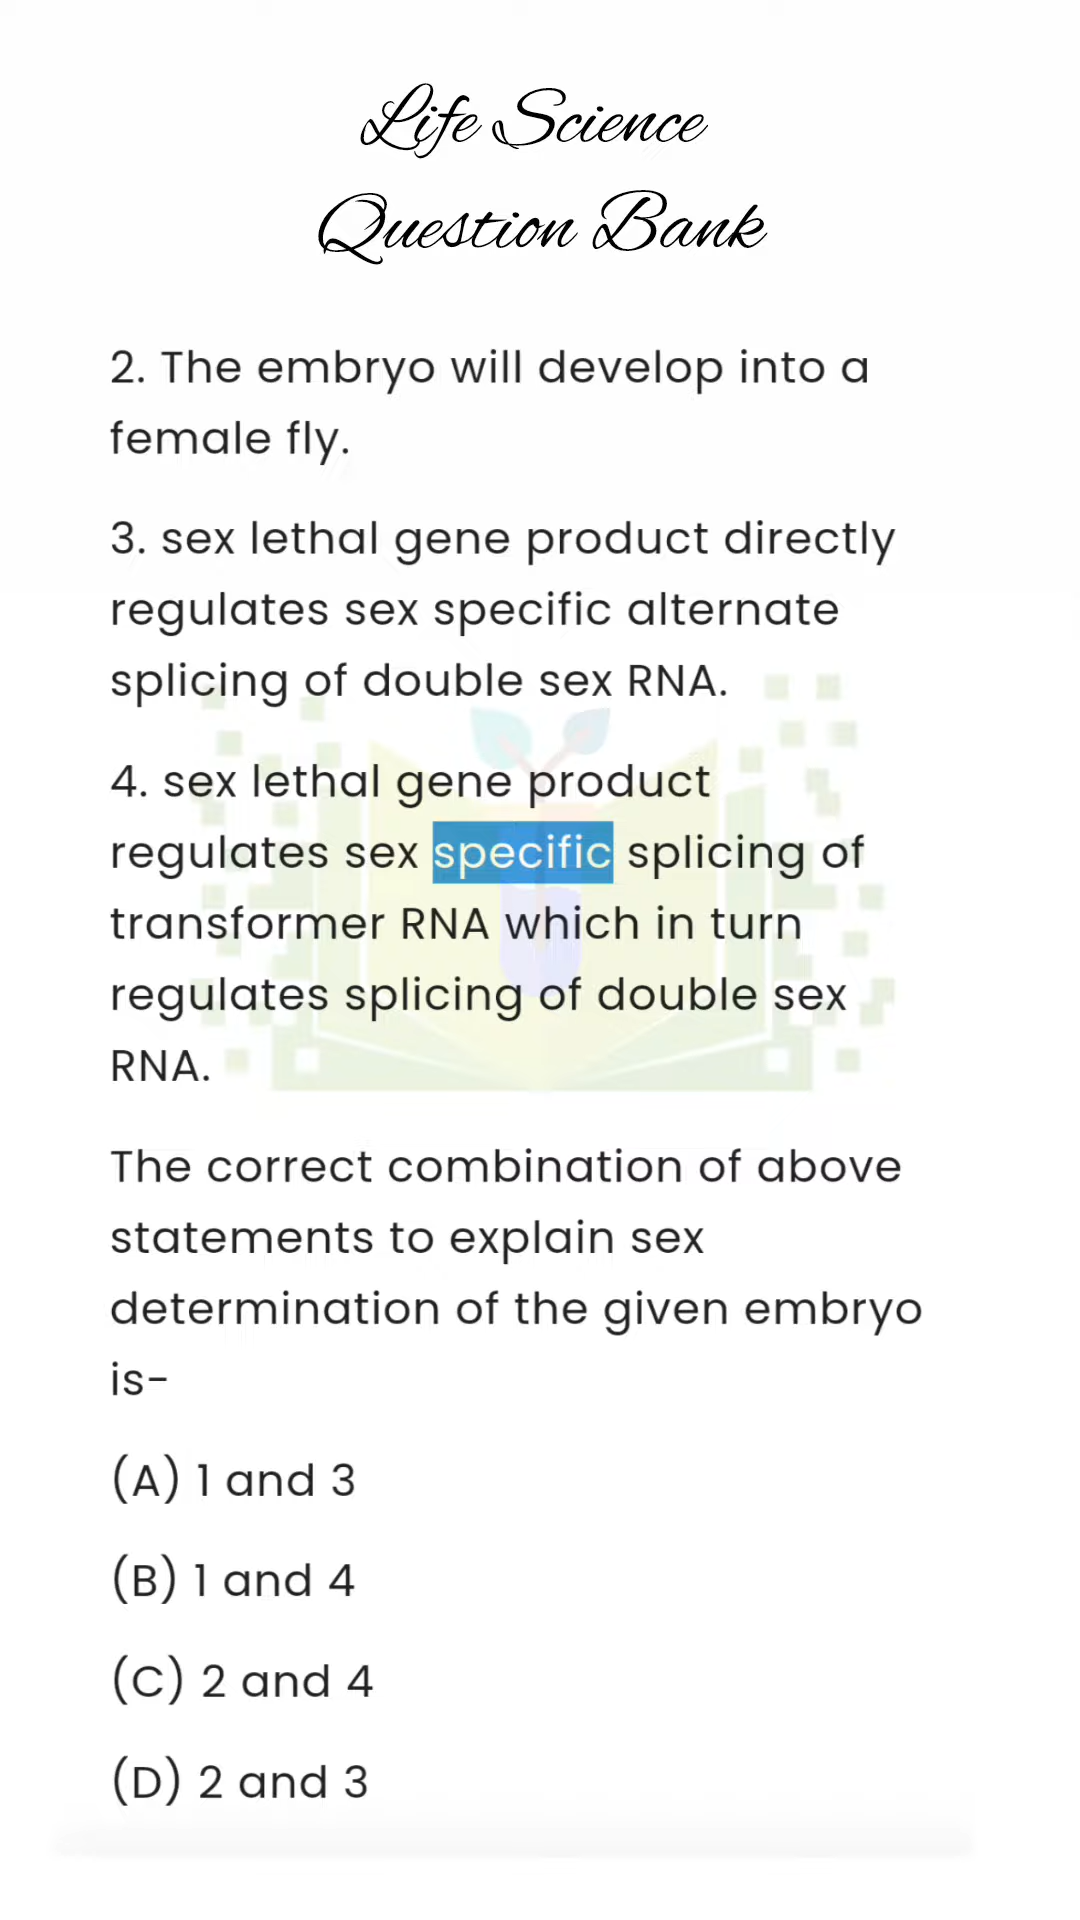 Life Science
Question Bank
2. The embryo will develop into a
female fly.
3. sex lethal gene product directly
regulates sex specific alternate
splicing of double sex RNA.
4. sex lethal gene product
regulates sex specific splicing of
transformer RNA which in turn
regulates splicing of double sex
RNA.
The correct combination of above
statements to explain sex
determination of the given embryo
is-
(A) 1 and 3
(B) 1 and 4
(C) 2 and 4
(D) 2 and 3